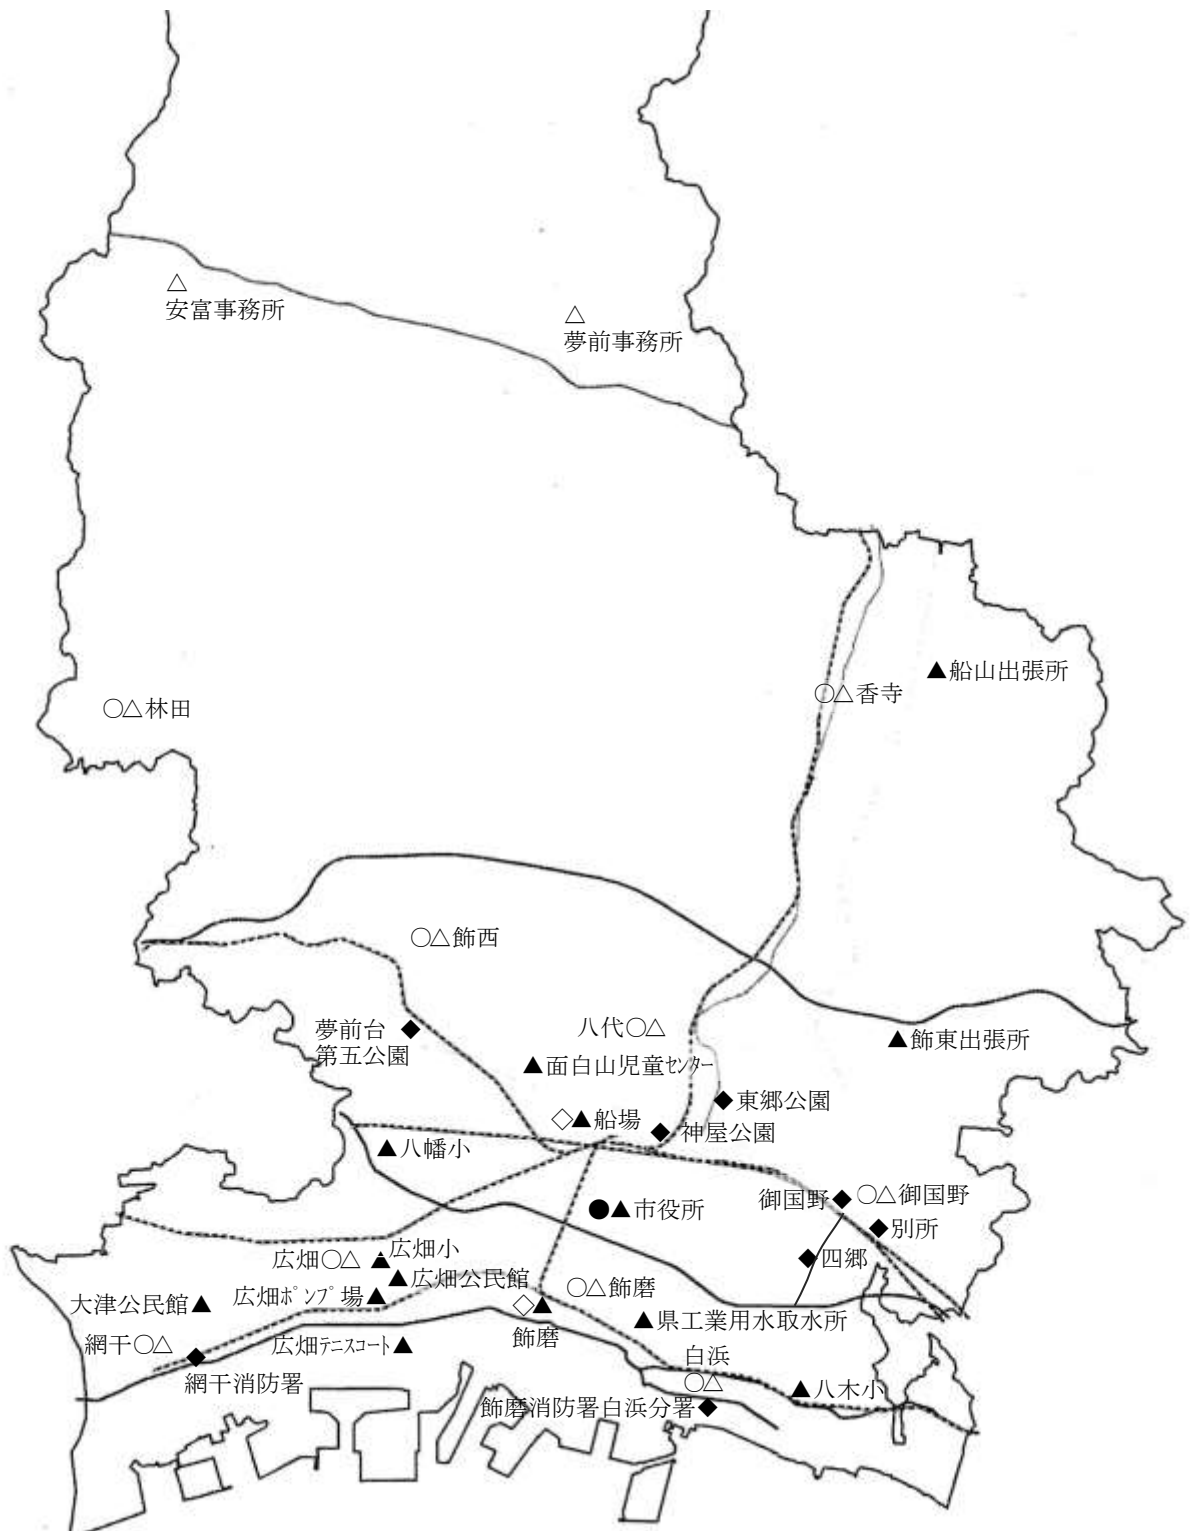 △
安富事務所
△
夢前事務所
▲船山出張所
○△香寺
○△林田
○△飾西
夢前台
第五公園
◆
八代○△
▲面白山児童センター
▲飾東出張所
◆東郷公園
◇▲船場
◆神屋公園
▲八幡小
御国野◆
○△御国野
●▲市役所
◆別所
広畑○△
▲広畑小
◆四郷
▲広畑公民館
○△飾磨
大津公民館▲
広畑ポンプ場▲
◇▲
飾磨
▲県工業用水取水所
網干○△
◆
網干消防署
広畑テニスコート▲
白浜
○△
▲八木小
飾磨消防署白浜分署◆